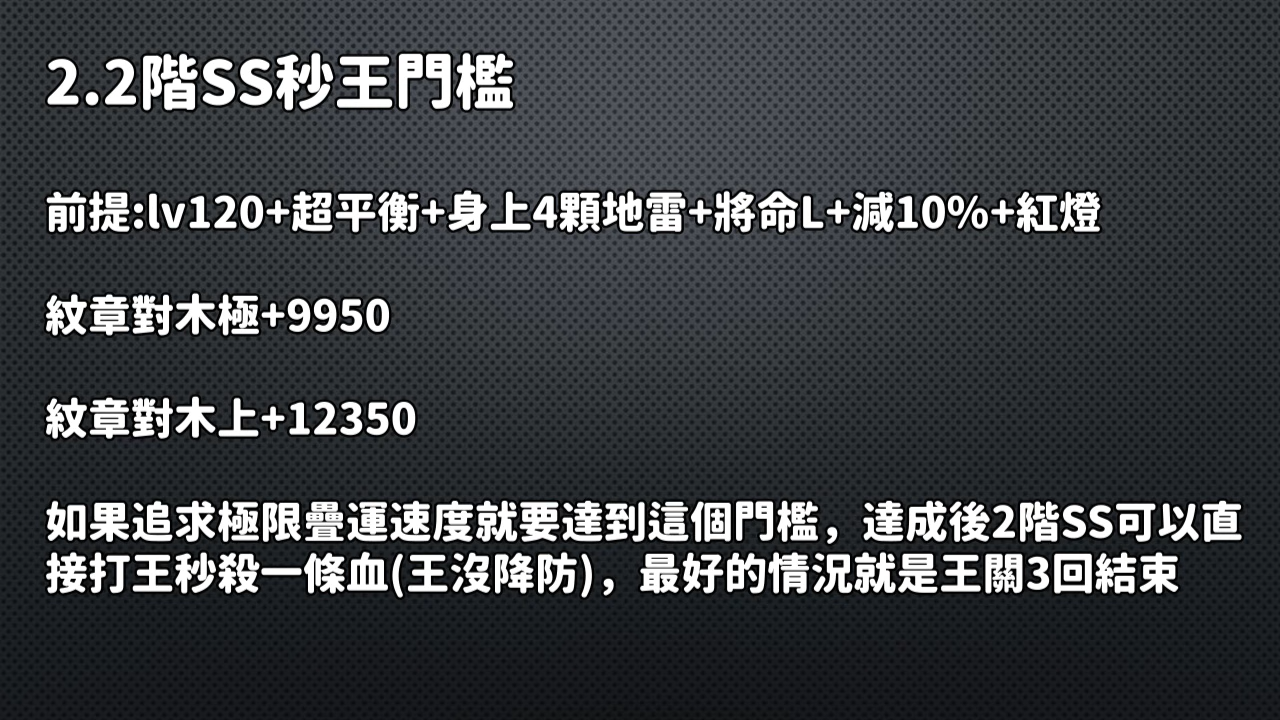 2.2階SS秒王門檻
前提:lv120+超平衡+身上4顆地雷+將命L+減10%+紅燈
紋章對木極+9950
紋章對木上+12350
如果追求極限疊運速度就要達到這個門檻，達成後2階SS可以直
接打王秒殺一條血(王沒降防)，最好的情況就是王關3回結束